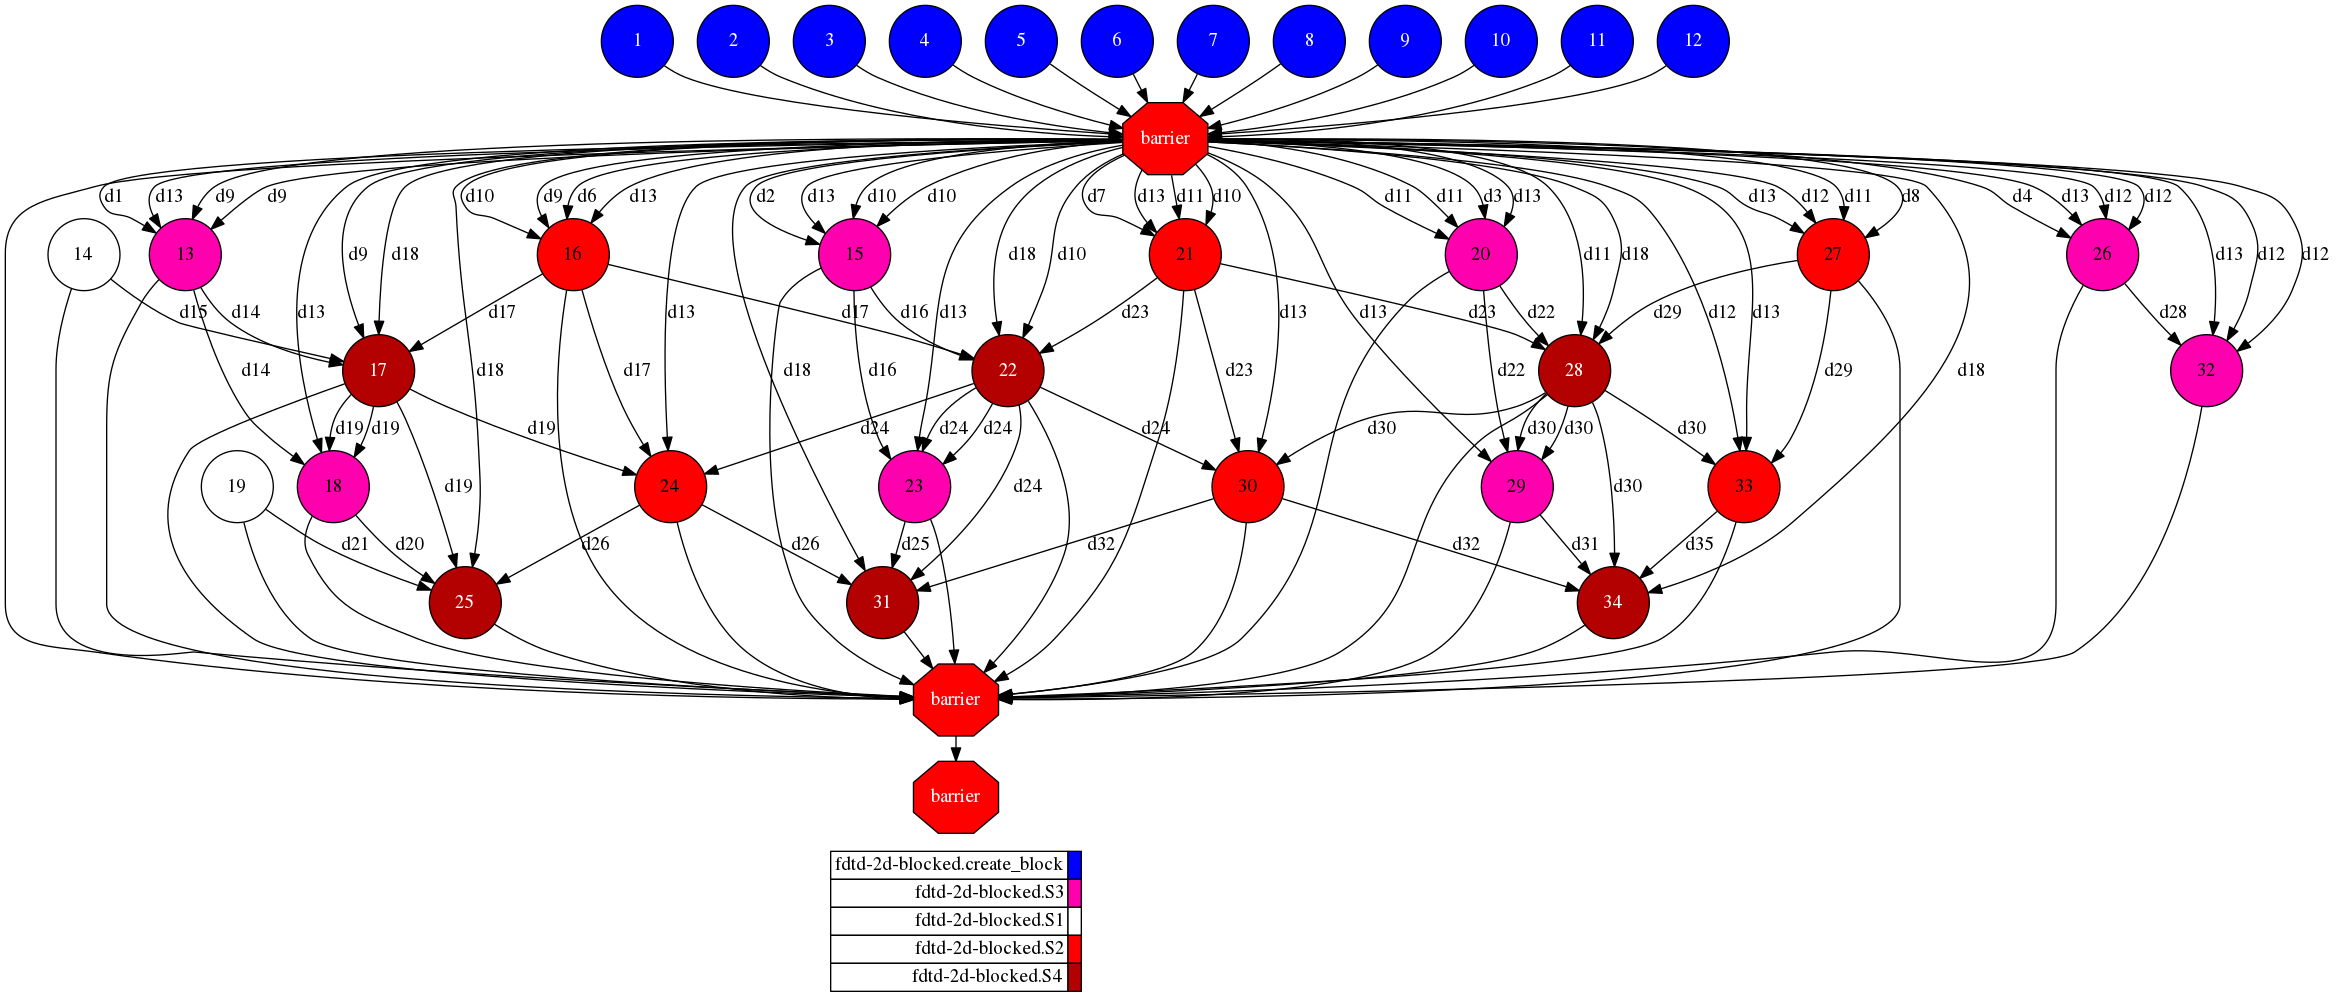 1 2 3 4 5 6 7 8 9 10 11 12
barrier
d1 d13 d9 d9 d10 d9 d6 d13 d2 d13 d10 d10 d7 d13 d11 d10 d11 d11 d3 d13 d13 d12 d11 d8 d4 d13 d12 d12
14 13 d9 d18 16 15 d18 d10 21 20 d11 d18 27 26 d13 d12 d12
d15 d14 d13 d17 d13 d17 d16 d13 d23 d13 d13 d23 d22 d29 d12 d13 d28
17 22 28 32
d14 d18 d17 d18 d16 d23 d22 d29 d18
d19 d19 d19 d24 d24 d24 d24 d30 d30 d30 d30
19 18 d19 24 23 d24 30 29 d30 33
d21 d20 d26 d26 d25 d32 d32 d31 d35
25 31 34
barrier
barrier
fdtd-2d-blocked.create_block
fdtd-2d-blocked.S3
fdtd-2d-blocked.S1
fdtd-2d-blocked.S2
fdtd-2d-blocked.S4